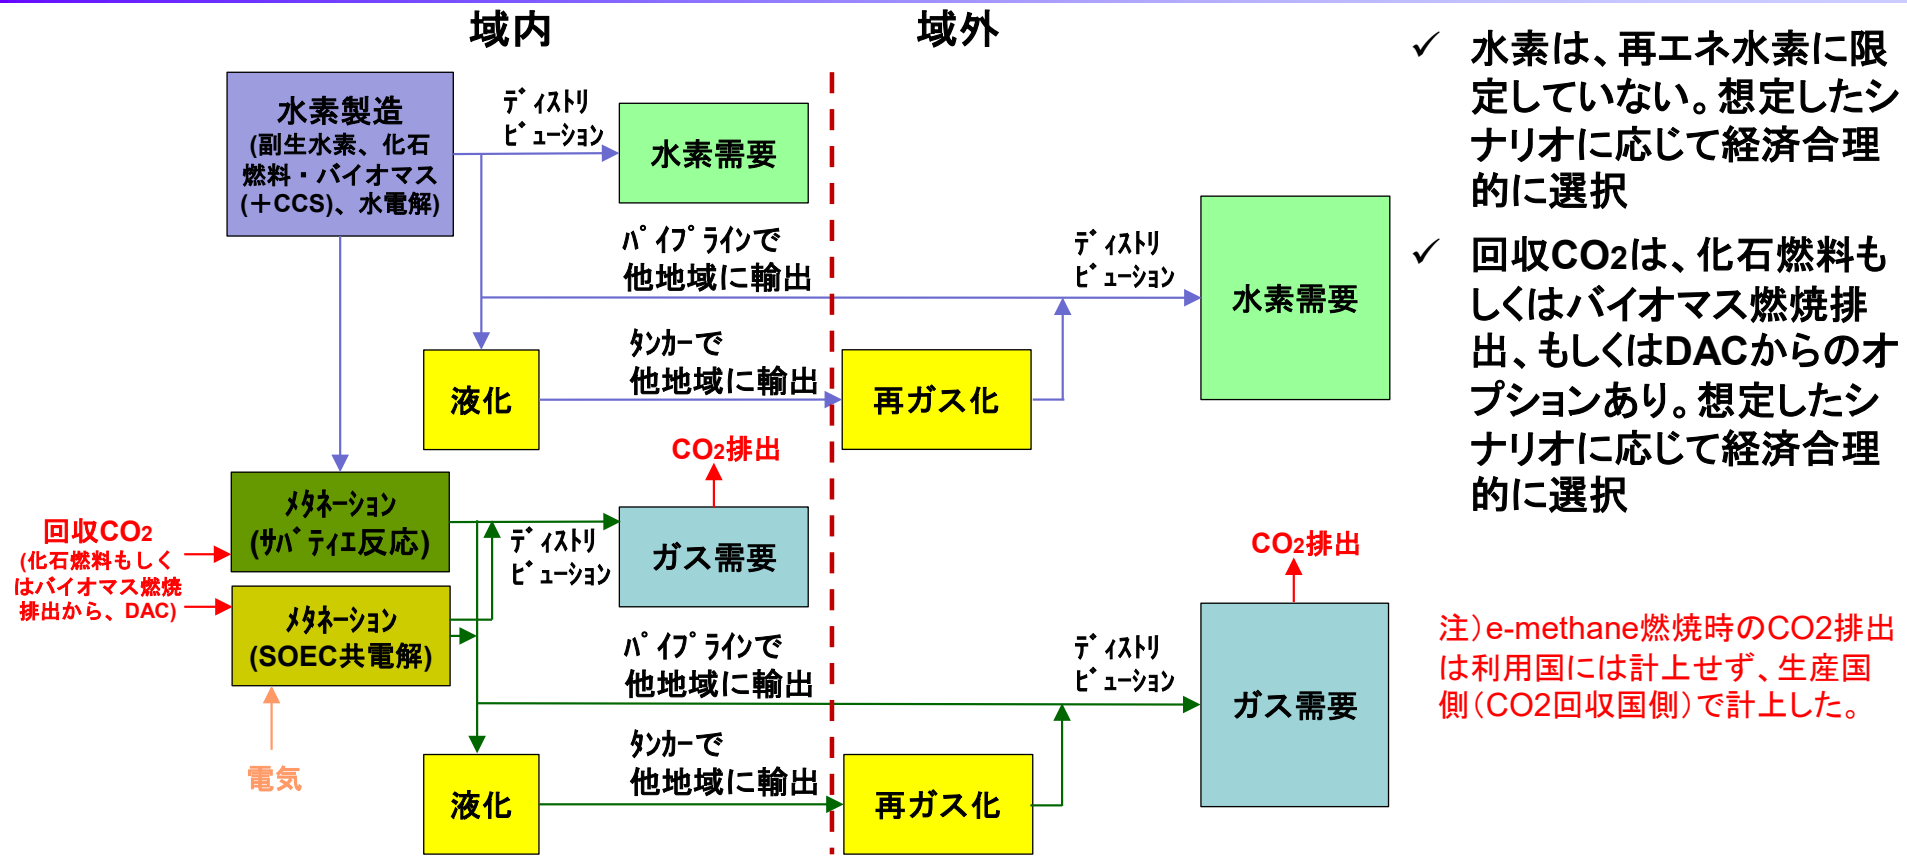 域内
域外
水素製造
(副生水素、化石
燃料・バイオマス
(＋CCS)、水電解)
ﾃﾞｨｽﾄﾘ
ﾋﾞｭｰｼｮﾝ
水素需要
ﾊﾟｲﾌﾟﾗｲﾝで
他地域に輸出
ﾃﾞｨｽﾄﾘ
ﾋﾞｭｰｼｮﾝ
水素需要
ﾀﾝｶｰで
他地域に輸出
液化
再ガス化
CO2排出
ﾒﾀﾈｰｼｮﾝ
(ｻﾊﾞﾃｨｴ反応)
回収CO2
(化石燃料もしく
はバイオマス燃焼
排出から、DAC)
ﾃﾞｨｽﾄﾘ
ﾋﾞｭｰｼｮﾝ
ガス需要
CO2排出
ﾒﾀﾈｰｼｮﾝ
(SOEC共電解)
ﾊﾟｲﾌﾟﾗｲﾝで
他地域に輸出
ﾃﾞｨｽﾄﾘ
ﾋﾞｭｰｼｮﾝ
ガス需要
電気
ﾀﾝｶｰで
他地域に輸出
液化
再ガス化
✓ 水素は、再エネ水素に限
定していない。想定したシ
ナリオに応じて経済合理
的に選択
✓ 回収CO2は、化石燃料も
しくはバイオマス燃焼排
出、もしくはDACからのオ
プションあり。想定したシ
ナリオに応じて経済合理
的に選択
注）e-methane燃焼時のCO2排出
は利用国には計上せず、生産国
側（CO2回収国側）で計上した。